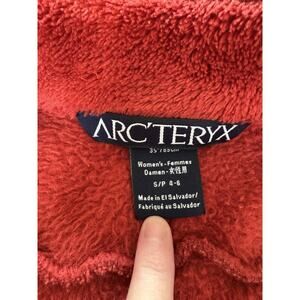 ARC'TERYX
Women's-Femmes
Damen-女性用
S/P 4-6
Made in El Salvador/
Fabriqué au Salvador